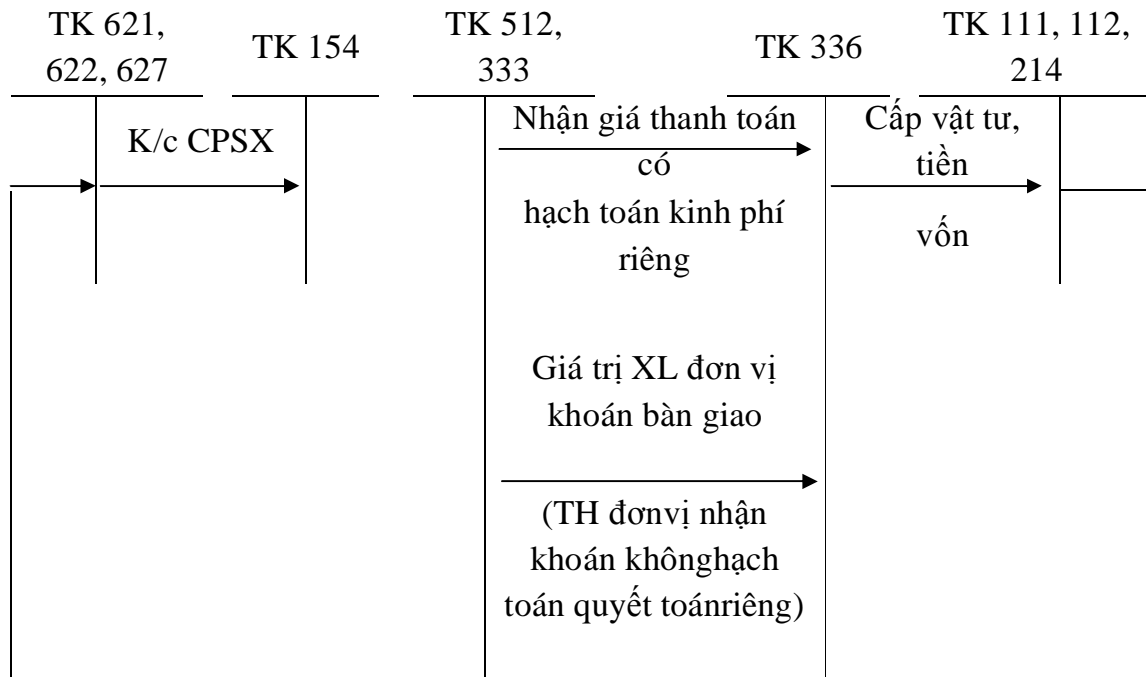 TK 621,
622, 627
TK 154
TK 512,
333
TK 336
TK 111, 112,
214
K/c CPSX
Nhận giá thanh toán
có
hạch toán kinh phí
riêng
Cấp vật tư,
tiền
vốn
Giá trị XL đơn vị
khoán bàn giao
(TH đơnvị nhận
khoán khônghạch
toán quyết toánriêng)